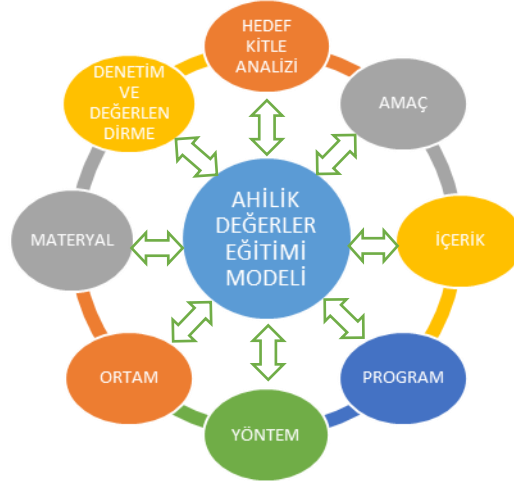 HEDEF
KİTLE
ANALİZİ
AMAÇ
İÇERİK
PROGRAM
YÖNTEM
ORTAM
MATERYAL
DENETİM
VE
DEĞERLEN
DİRME
AHİLİK
DEĞERLER
EĞİTİMİ
MODELİ